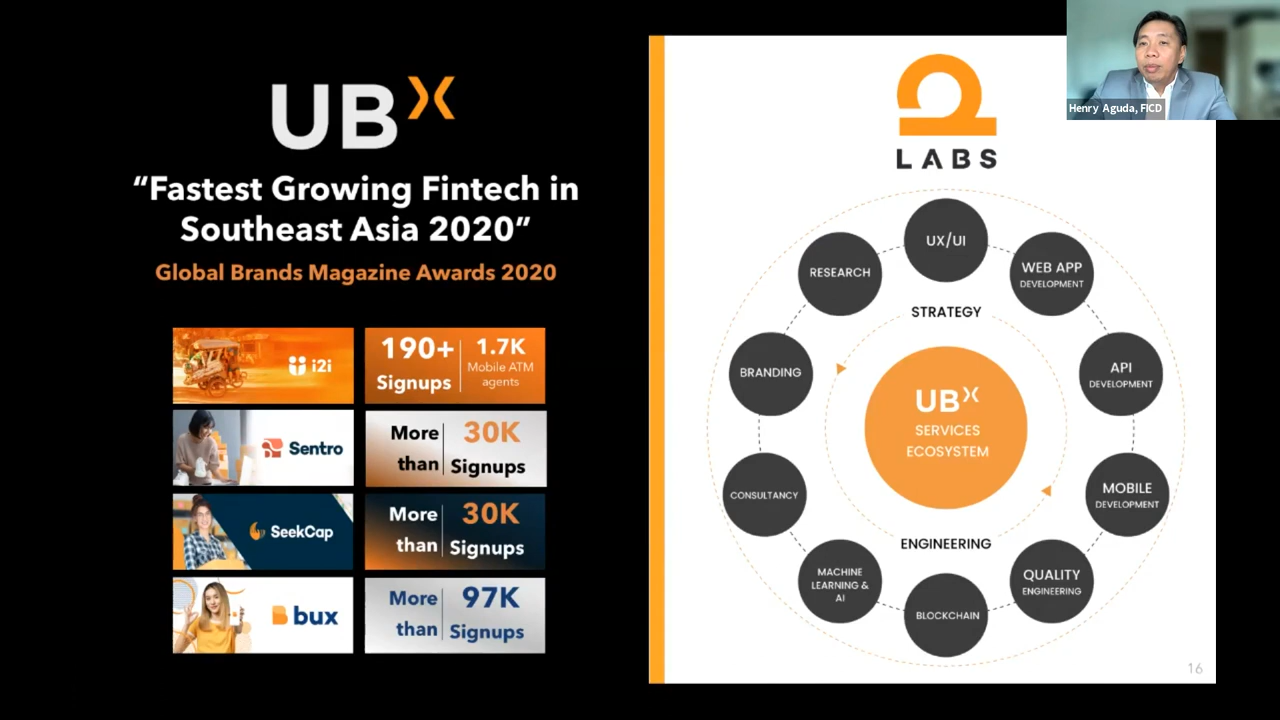 UBX
“Fastest Growing Fintech in
Southeast Asia 2020”
Global Brands Magazine Awards 2020
i2i
190+
Signups
1.7K
Mobile ATM
agents
Sentro
More
than
30K
Signups
SeekCap
More
than
30K
Signups
bux
More
than
97K
Signups
LABS
UX/UI
WEB APP
DEVELOPMENT
API
DEVELOPMENT
MOBILE
DEVELOPMENT
QUALITY
ENGINEERING
BLOCKCHAIN
MACHINE
LEARNING &
AI
CONSULTANCY
BRANDING
RESEARCH
STRATEGY
UBX
SERVICES
ECOSYSTEM
ENGINEERING
16
Henry Aguda, FICD